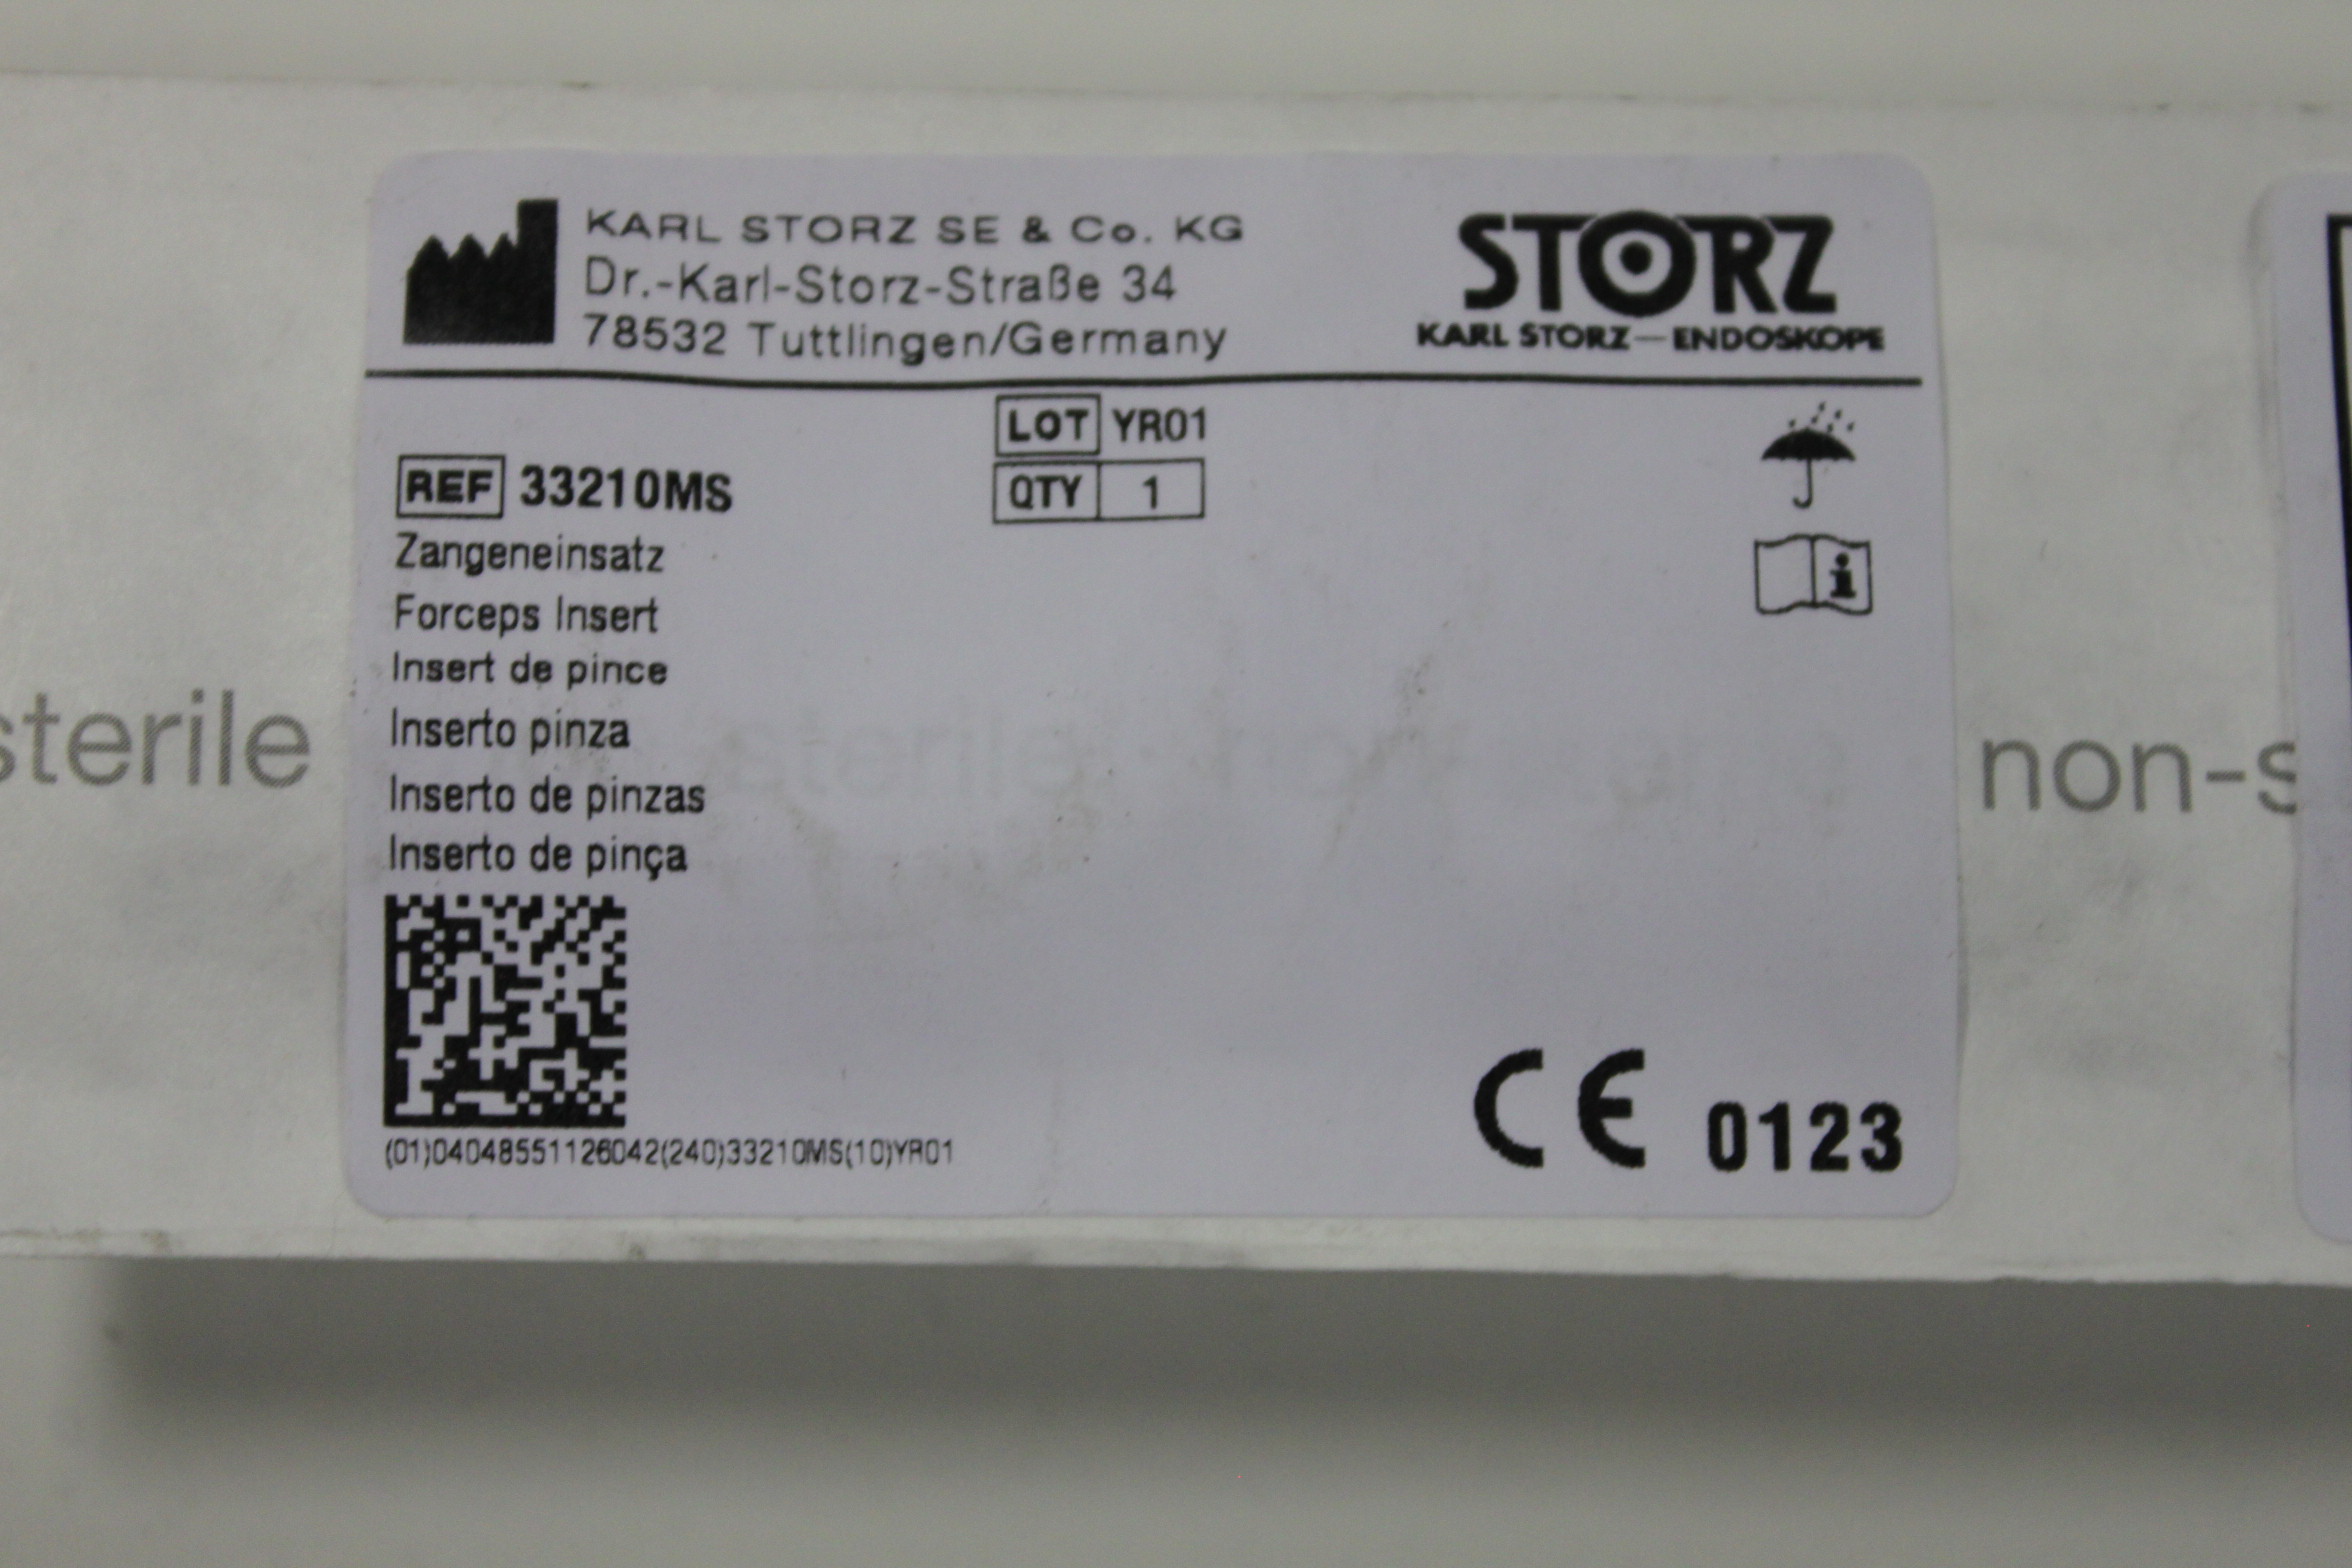 KARL STORZ SE & Co. KG
Dr.-Karl-Storz-Straße 34
78532 Tuttlingen/Germany
STORZ
KARL STORZ—ENDOSKOPE
LOT YR01
REF 33210MS
QTY 1
Zangeneinsatz
Forceps Insert
Insert de pince
Inserto pinza
Inserto de pinzas
Inserto de pinça
sterile non-s
(01)04048551126042(240)33210MS(10)YR01
CE 0123